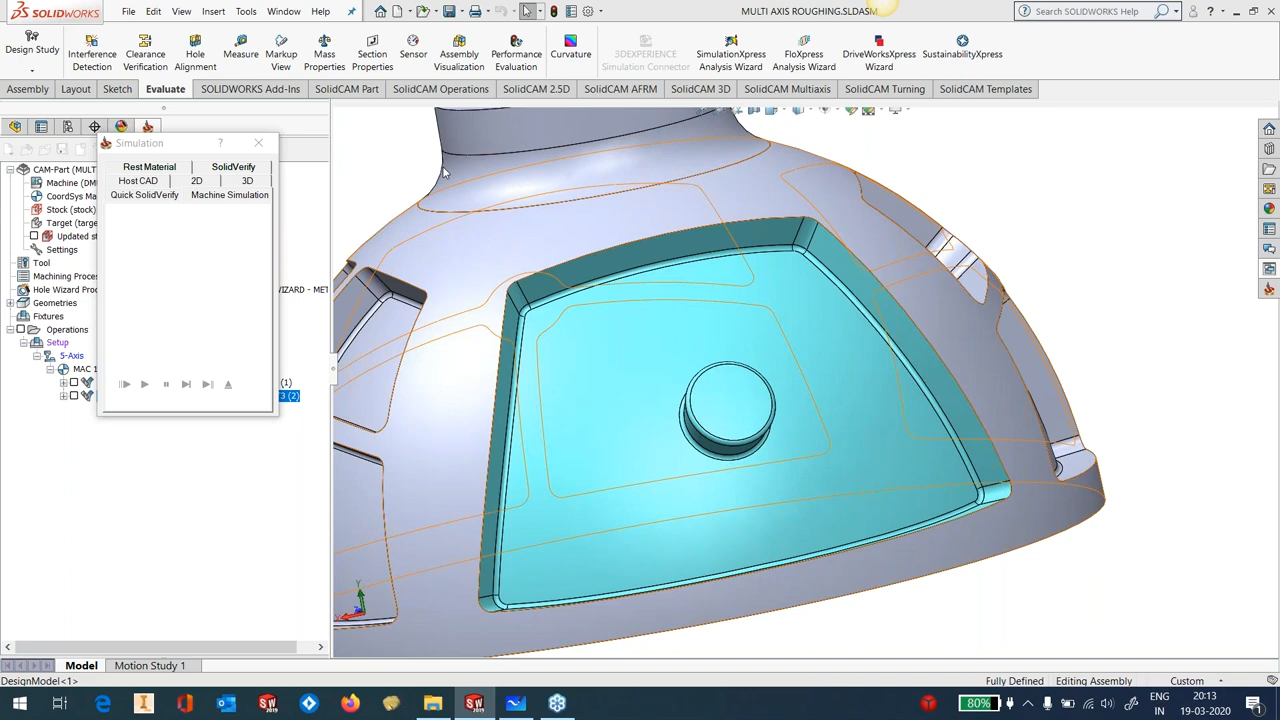 SOLIDWORKS File Edit View Insert Tools Window Help MULTI AXIS ROUGHING.SLDASM Search SOLIDWORKS Help
Design Study
Interference Detection
Clearance Verification
Hole Alignment
Measure
Markup View
Mass Properties
Section Properties
Sensor
Assembly Visualization
Performance Evaluation
Curvature
3DEXPERIENCE Simulation Connector
SimulationXpress Analysis Wizard
FloXpress Analysis Wizard
DriveWorksXpress Wizard
SustainabilityXpress
Assembly Layout Sketch Evaluate SOLIDWORKS Add-Ins SolidCAM Part SolidCAM Operations SolidCAM 2.5D SolidCAM AFRM SolidCAM 3D SolidCAM Multiaxis SolidCAM Turning SolidCAM Templates
Simulation ?
Rest Material SolidVerify
Host CAD 2D 3D
Quick SolidVerify Machine Simulation
CAM-Part (MULT
Machine (DM
CoordSys Ma
Stock (stock)
Target (targe
Updated st
Settings
Tool
Machining Proce
Hole Wizard Proc IZARD - MET
Geometries
Fixtures
Operations
Setup
5-Axis
MAC 1
(1)
3 (2)
Y
Model Motion Study 1
DesignModel<1> Fully Defined Editing Assembly Custom
80% ENG 20:13
IN 19-03-2020